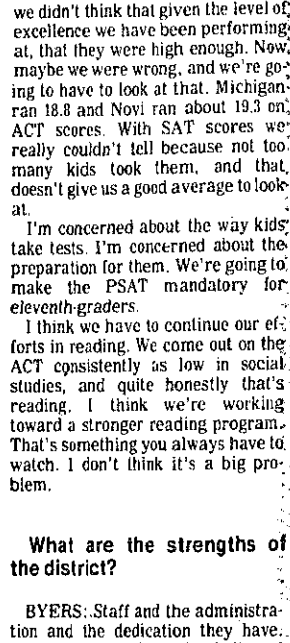 we didn't think that given the level of
excellence we have been performing
at, that they were high enough. Now,
maybe we were wrong, and we're go-
ing to have to look at that. Michigan
ran 18.8 and Novi ran about 19.3 on
ACT scores. With SAT scores we
really couldn't tell because not too
many kids took them, and that
doesn't give us a good average to look
at.
I'm concerned about the way kids
take tests. I'm concerned about the
preparation for them. We're going to
make the PSAT mandatory for
eleventh-graders.
I think we have to continue our ef-
forts in reading. We come out on the
ACT consistently as low in social
studies, and quite honestly that's
reading. I think we're working
toward a stronger reading program.
That's something you always have to
watch. I don't think it's a big pro-
blem.
What are the strengths of
the district?
BYERS: Staff and the administra-
tion and the dedication they have.